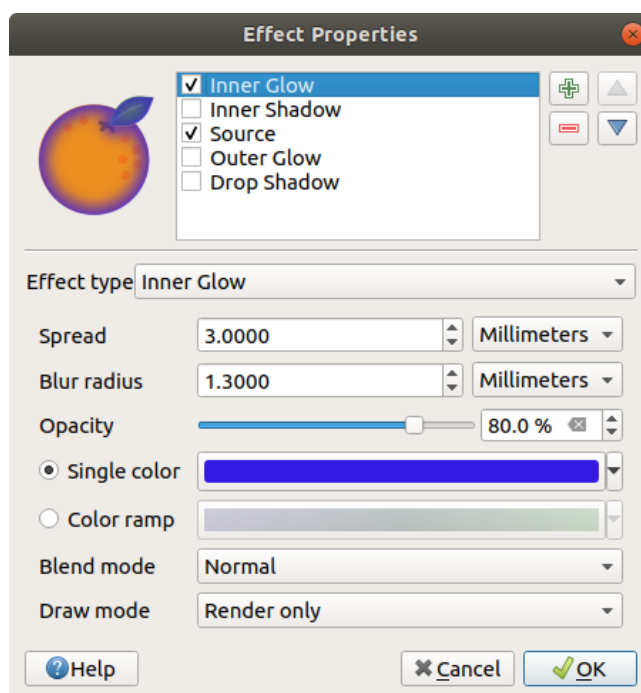 Effect Properties
Inner Glow
Inner Shadow
Source
Outer Glow
Drop Shadow
Effect type Inner Glow
Spread 3.0000 Millimeters
Blur radius 1.3000 Millimeters
Opacity 80.0 %
Single color
Color ramp
Blend mode Normal
Draw mode Render only
Help Cancel OK